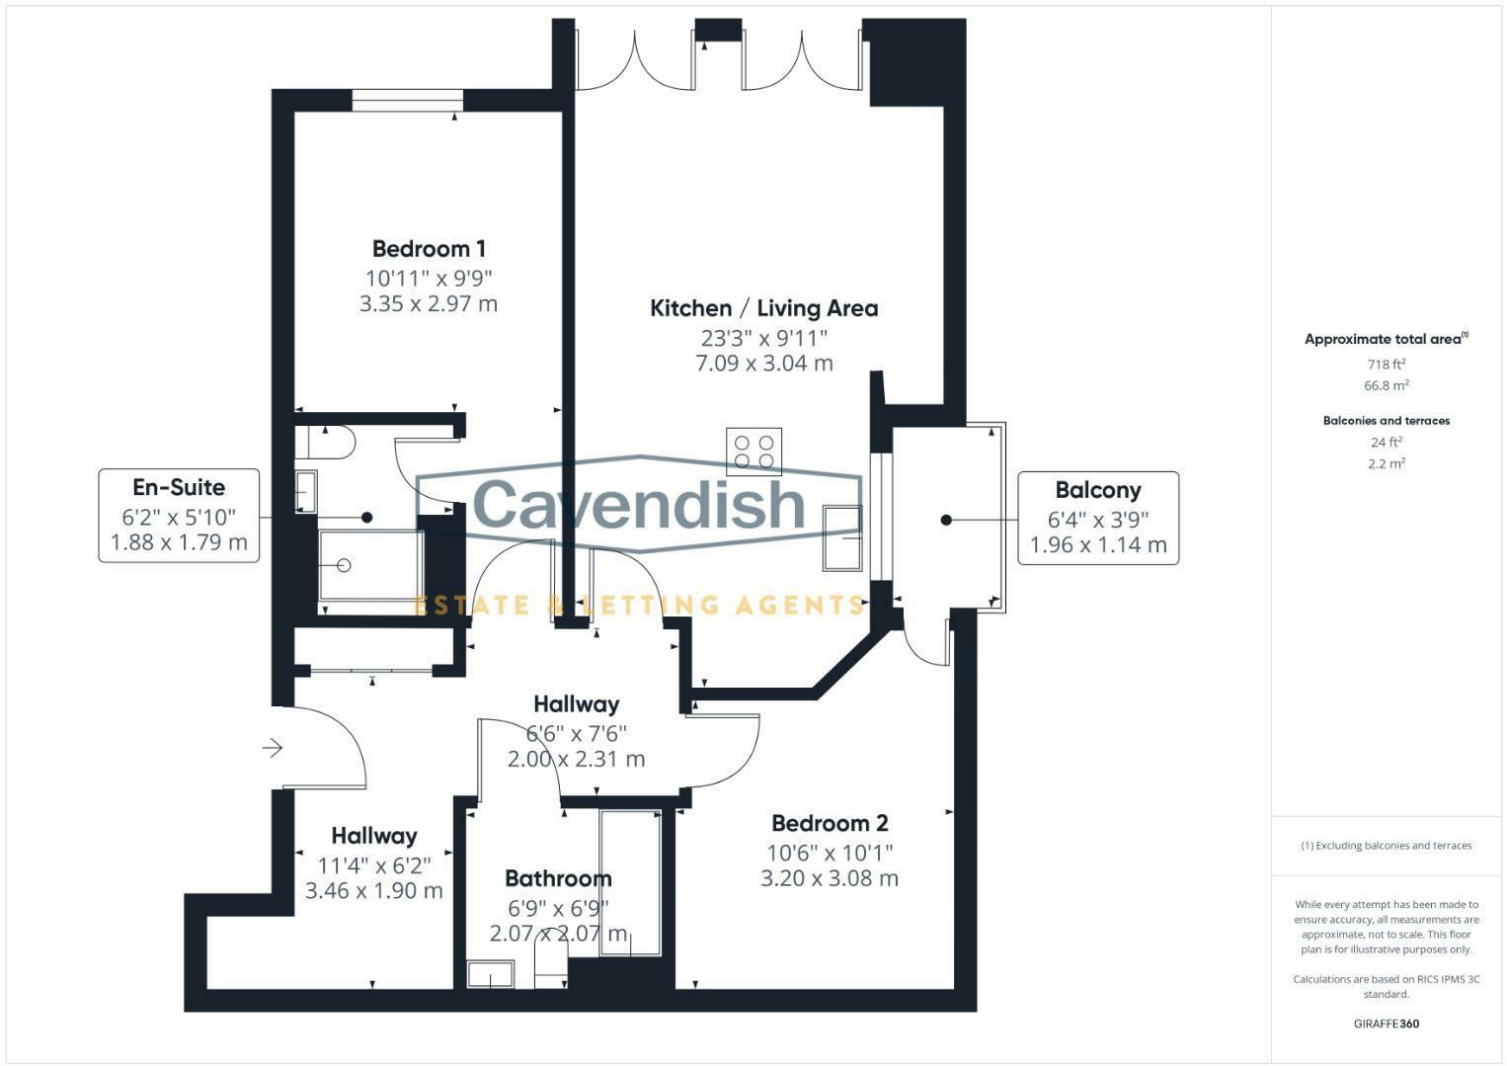 Bedroom 1
10'11" x 9'9"
3.35 x 2.97 m
Kitchen / Living Area
23'3" x 9'11"
7.09 x 3.04 m
En-Suite
6'2" x 5'10"
1.88 x 1.79 m
Cavendish
ESTATE & LETTING AGENTS
Balcony
6'4" x 3'9"
1.96 x 1.14 m
Hallway
6'6" x 7'6"
2.00 x 2.31 m
Hallway
11'4" x 6'2"
3.46 x 1.90 m
Bathroom
6'9" x 6'9"
2.07 x 2.07 m
Bedroom 2
10'6" x 10'1"
3.20 x 3.08 m
Approximate total area(1)
718 ft²
66.8 m²
Balconies and terraces
24 ft²
2.2 m²
(1) Excluding balconies and terraces
While every attempt has been made to
ensure accuracy, all measurements are
approximate, not to scale. This floor
plan is for illustrative purposes only.
Calculations are based on RICS IPMS 3C
standard.
GIRAFFE360